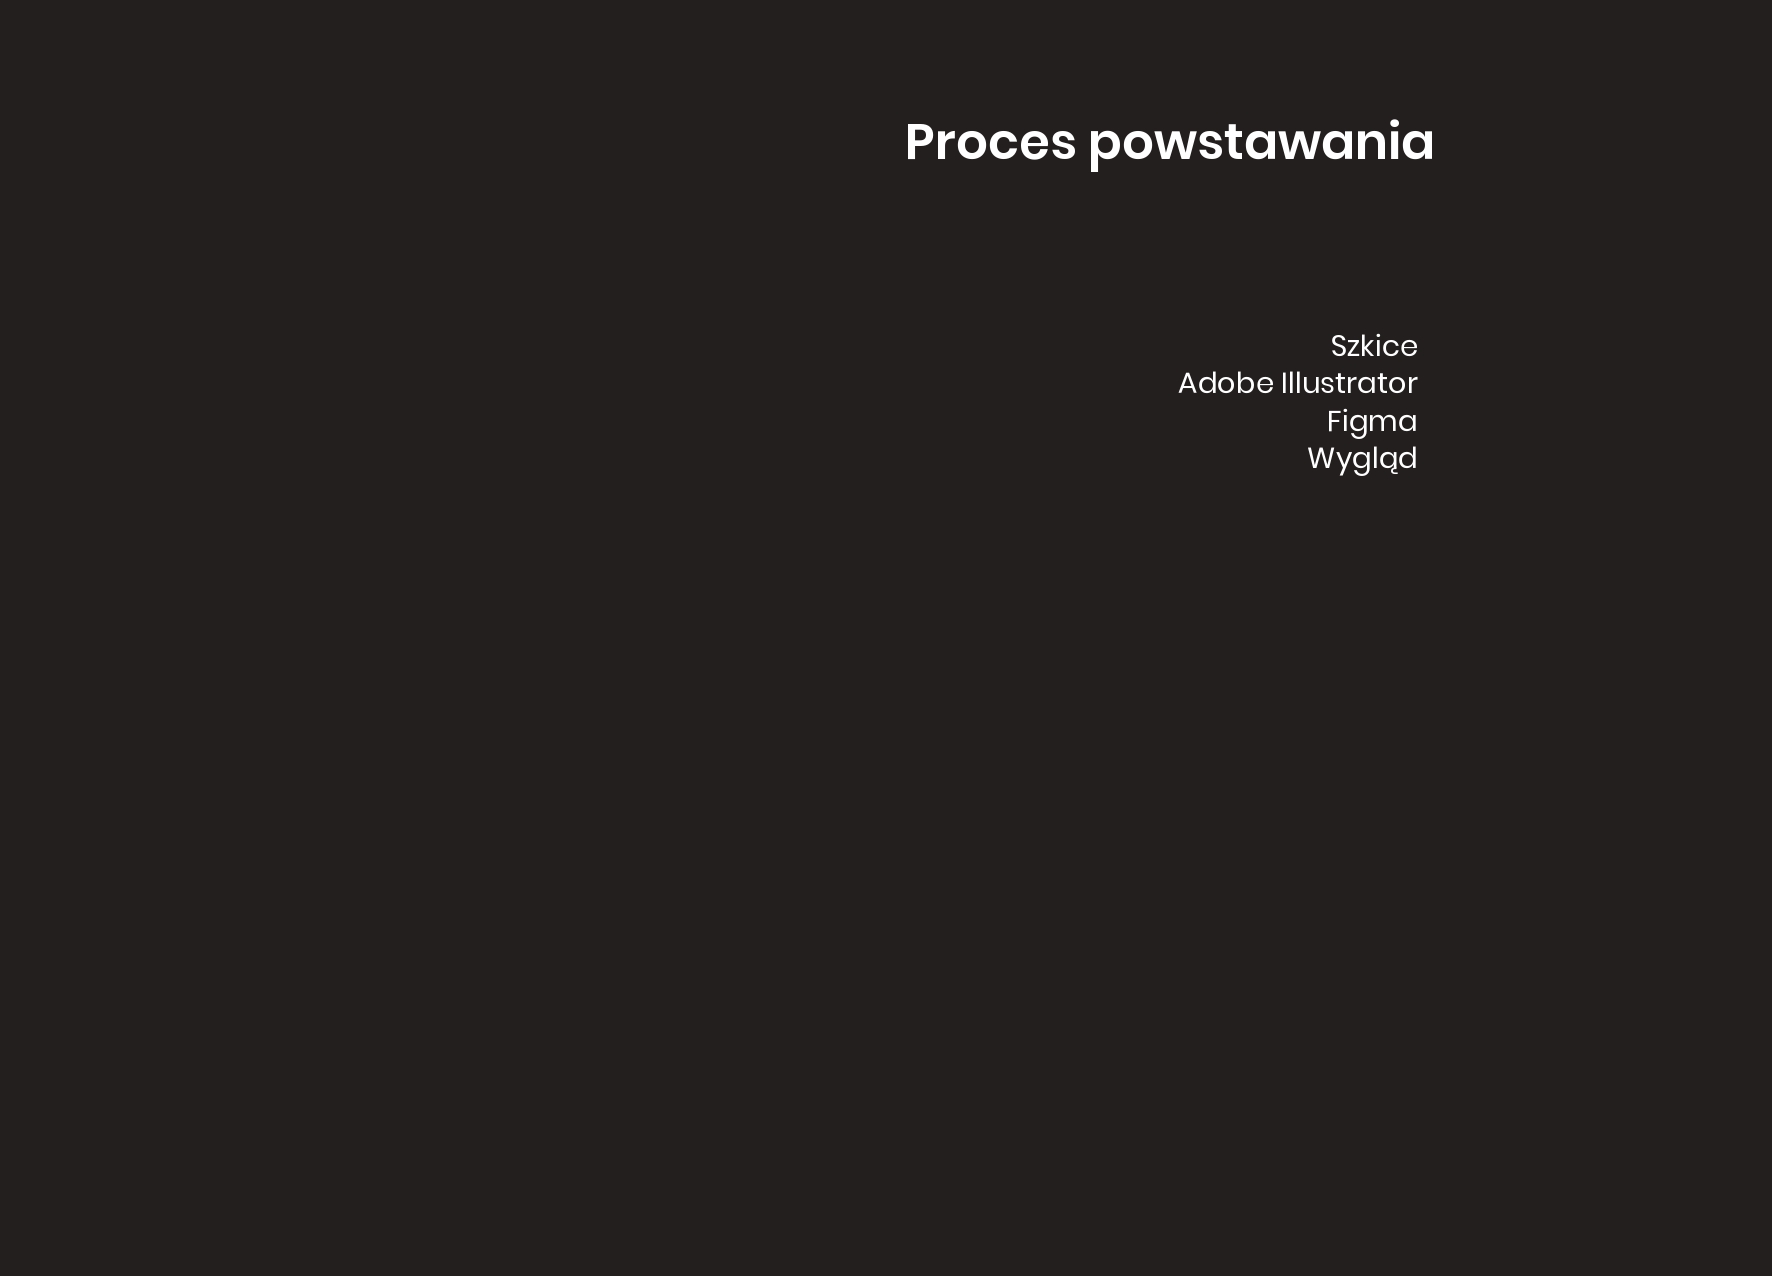 Proces powstawania
Szkice
Adobe Illustrator
Figma
Wygląd